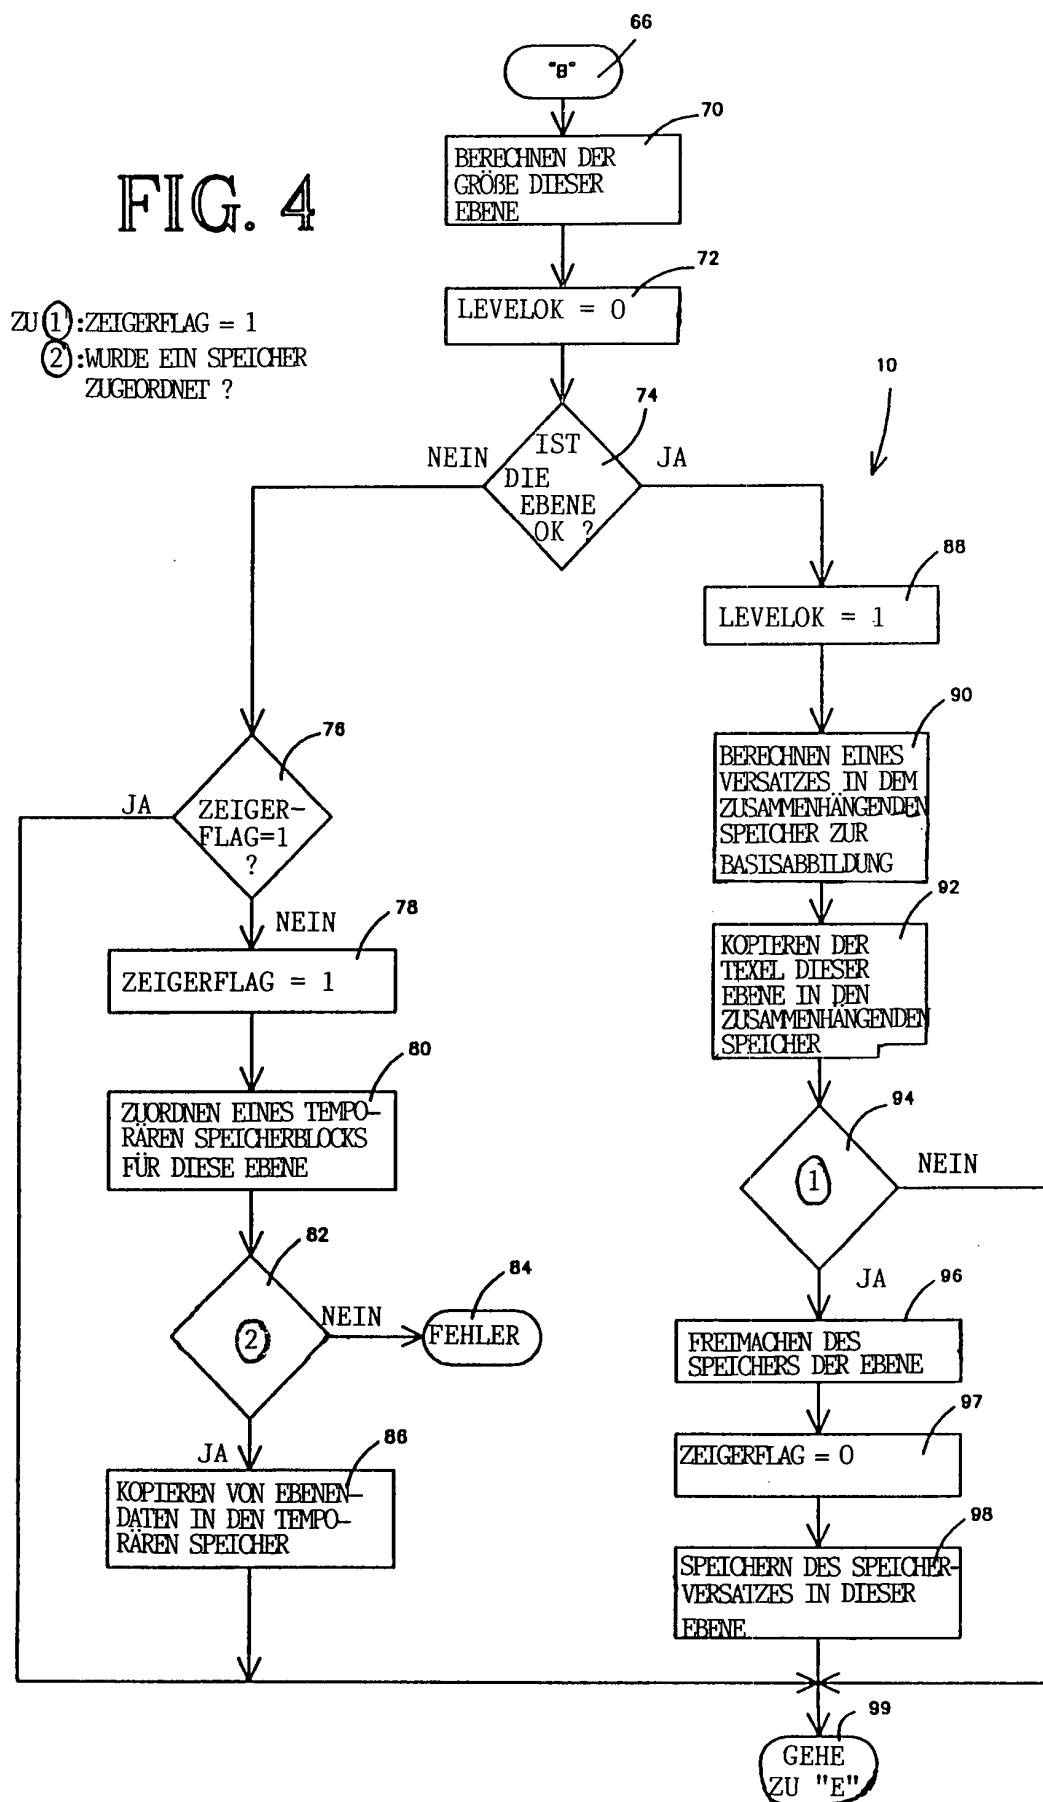 66
"B"
70
BERECHNEN DER
GRÖßE DIESER
EBENE
FIG. 4
72
LEVELOK = 0
ZU 1 : ZEIGERFLAG = 1
2 : WURDE EIN SPEICHER
ZUGEORDNET ?
10
74
NEIN
JA
IST
DIE
EBENE
OK ?
88
LEVELOK = 1
90
BERECHNEN EINES
VERSATZES IN DEM
ZUSAMMENHÄNGENDEN
SPEICHER ZUR
BASISABBILDUNG
76
JA
ZEIGER-
FLAG=1
?
NEIN
78
ZEIGERFLAG = 1
92
KOPIEREN DER
TEXEL DIESER
EBENE IN DEN
ZUSAMMENHÄNGENDEN
SPEICHER
80
ZUORDNEN EINES TEMPO-
RÄREN SPEICHERBLOCKS
FÜR DIESE EBENE
94
1
NEIN
JA
82
2
NEIN
84
FEHLER
JA
86
KOPIEREN VON EBENEN-
DATEN IN DEN TEMPO-
RÄREN SPEICHER
96
FREIMACHEN DES
SPEICHERS DER EBENE
97
ZEIGERFLAG = 0
98
SPEICHERN DES SPEICHER-
VERSATZES IN DIESER
EBENE
99
GEHE
ZU "E"